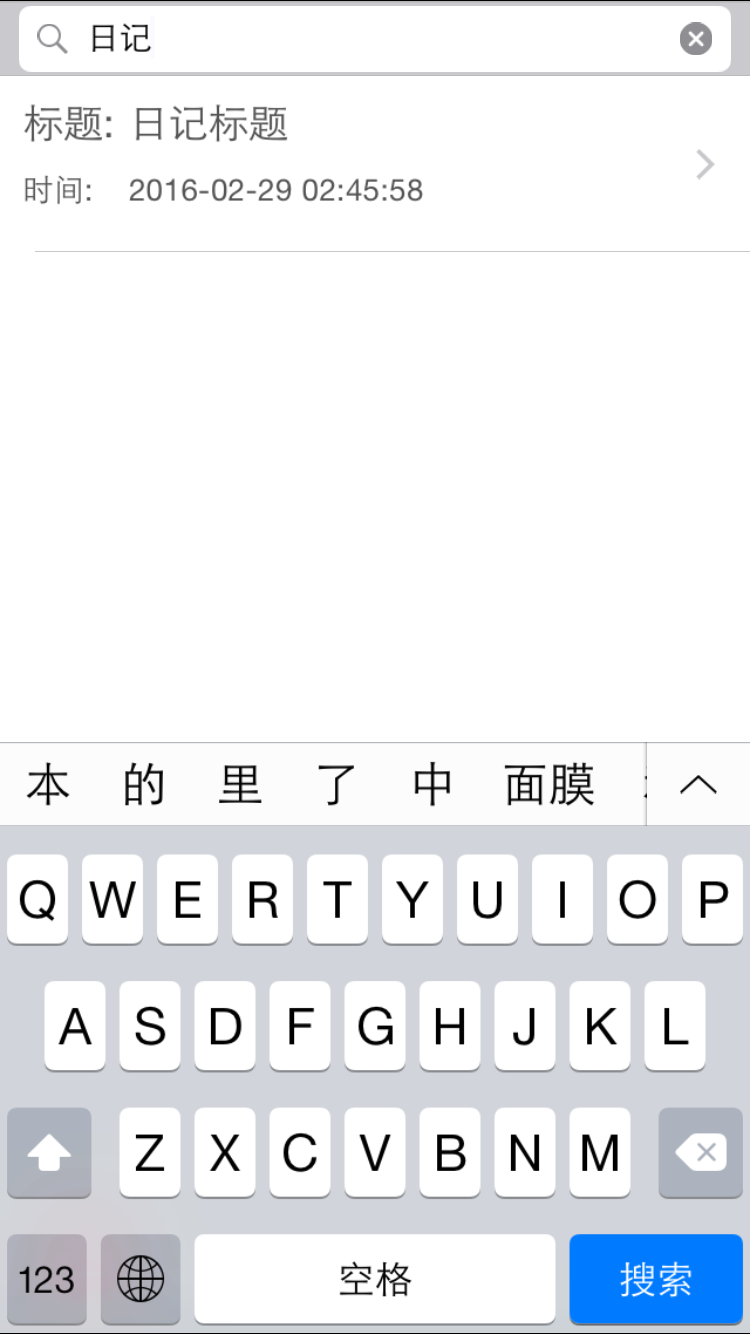 日记
标题: 日记标题
时间: 2016-02-29 02:45:58
本 的 里 了 中 面膜
Q W E R T Y U I O P
A S D F G H J K L
Z X C V B N M
123 空格 搜索